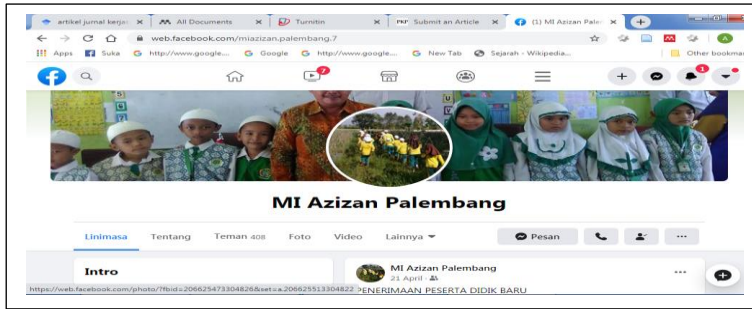 artikel jurnal kerja: All Documents Turnitin PKP Submit an Article (1) MI Azizan Pale
web.facebook.com/miazizan.palembang.7
Apps Suka http://www.google... Google http://www.google... New Tab Sejarah - Wikipedia... Other bookmar
MI Azizan Palembang
Linimasa Tentang Teman 408 Foto Video Lainnya Pesan
Intro
MI Azizan Palembang
21 April
https://web.facebook.com/photo/?fbid=206625473304826&set=a.206625513304822
PENERIMAAN PESERTA DIDIK BARU